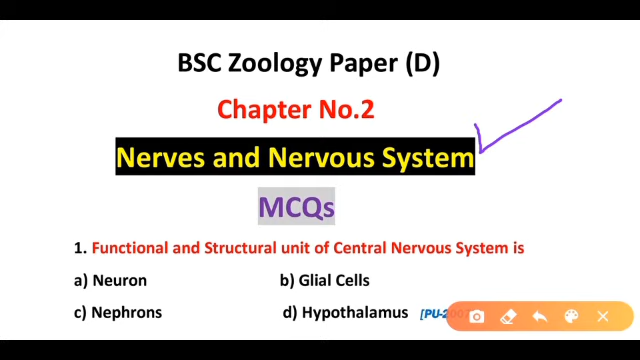 BSC Zoology Paper (D)
Chapter No.2
Nerves and Nervous System
MCQs
1. Functional and Structural unit of Central Nervous System is
a) Neuron b) Glial Cells
c) Nephrons d) Hypothalamus